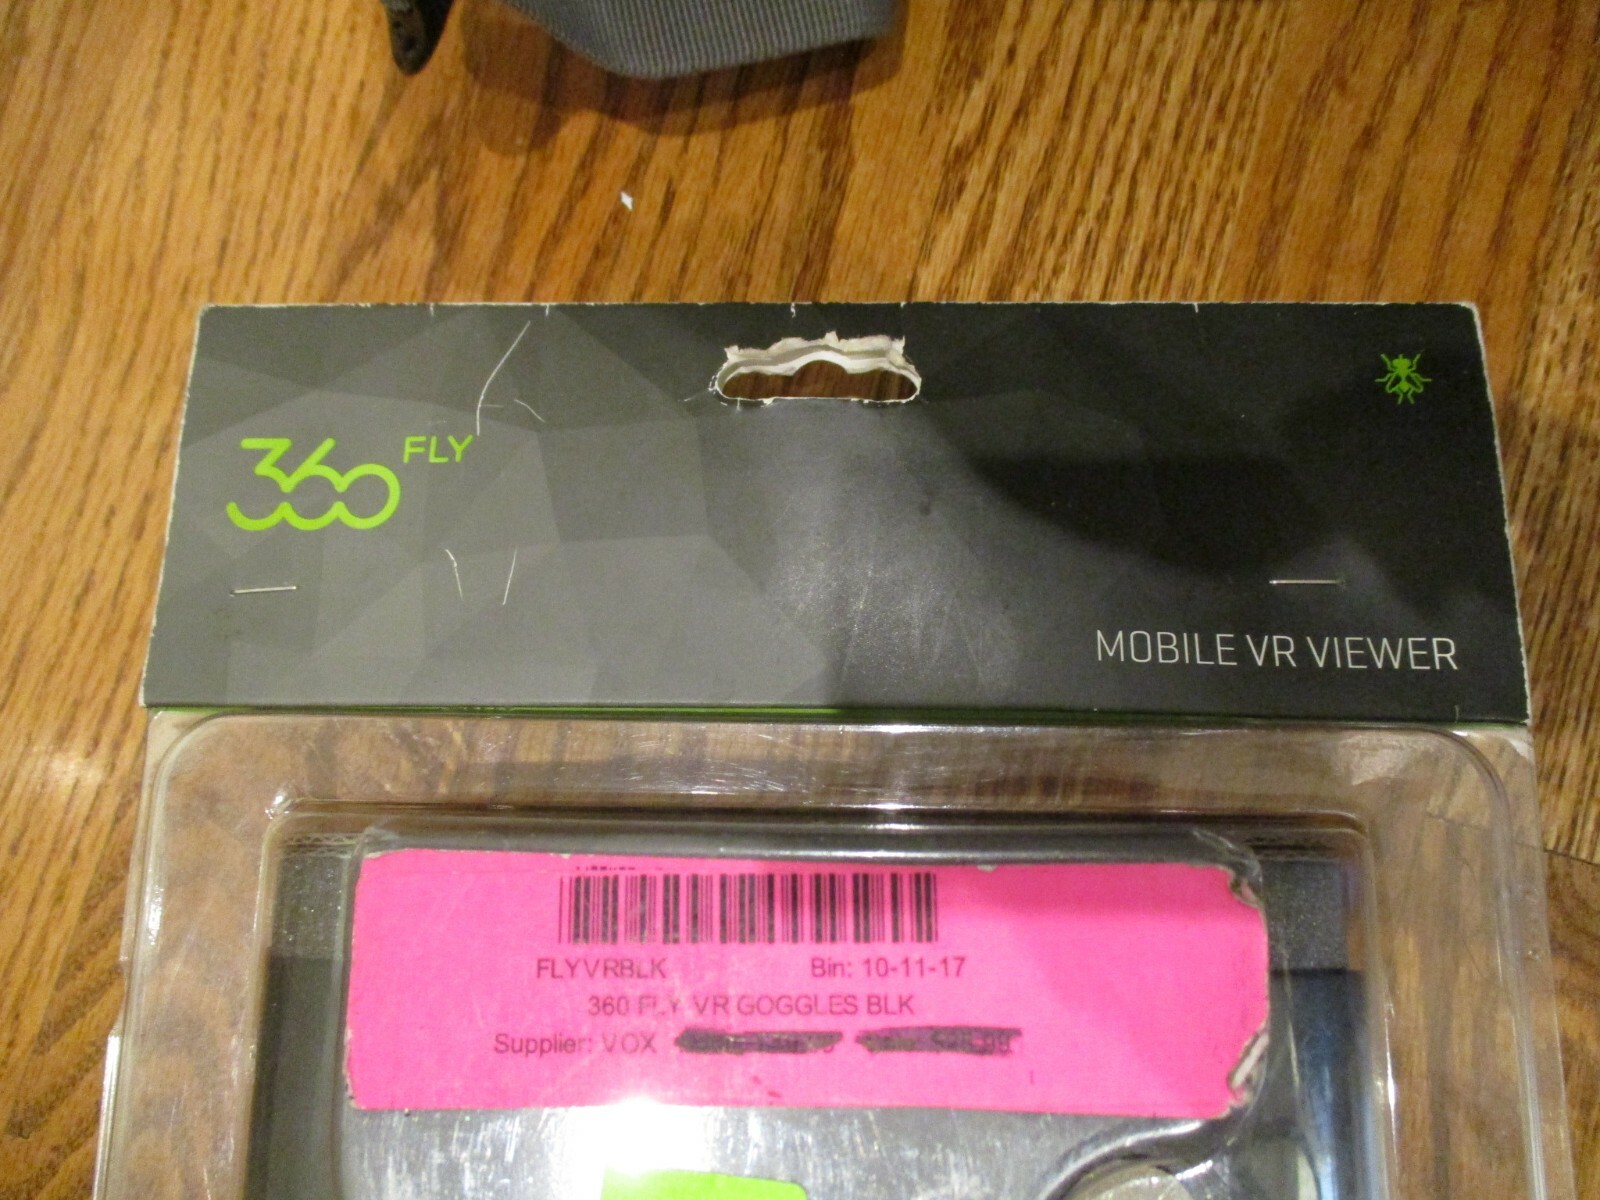 360 FLY
MOBILE VR VIEWER
FLYVRBLK Bin: 10-11-17
360 FLY VR GOGGLES BLK
Supplier: VOX